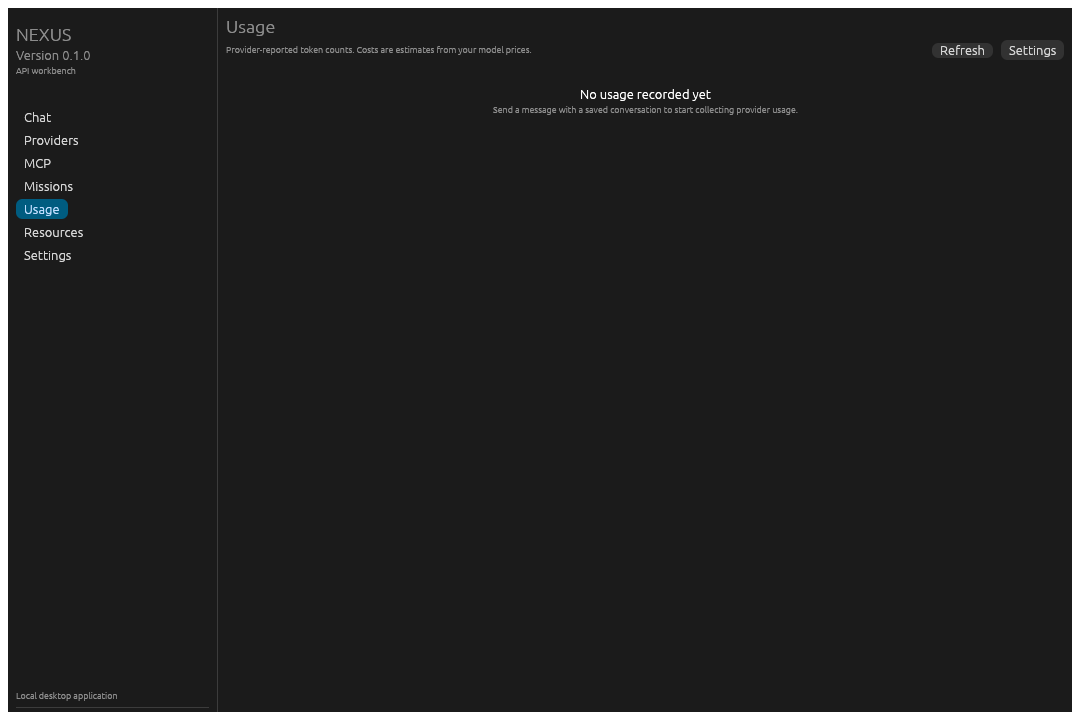 NEXUS
Version 0.1.0
API workbench
Chat
Providers
MCP
Missions
Usage
Resources
Settings
Local desktop application
Usage
Provider-reported token counts. Costs are estimates from your model prices.
Refresh
Settings
No usage recorded yet
Send a message with a saved conversation to start collecting provider usage.